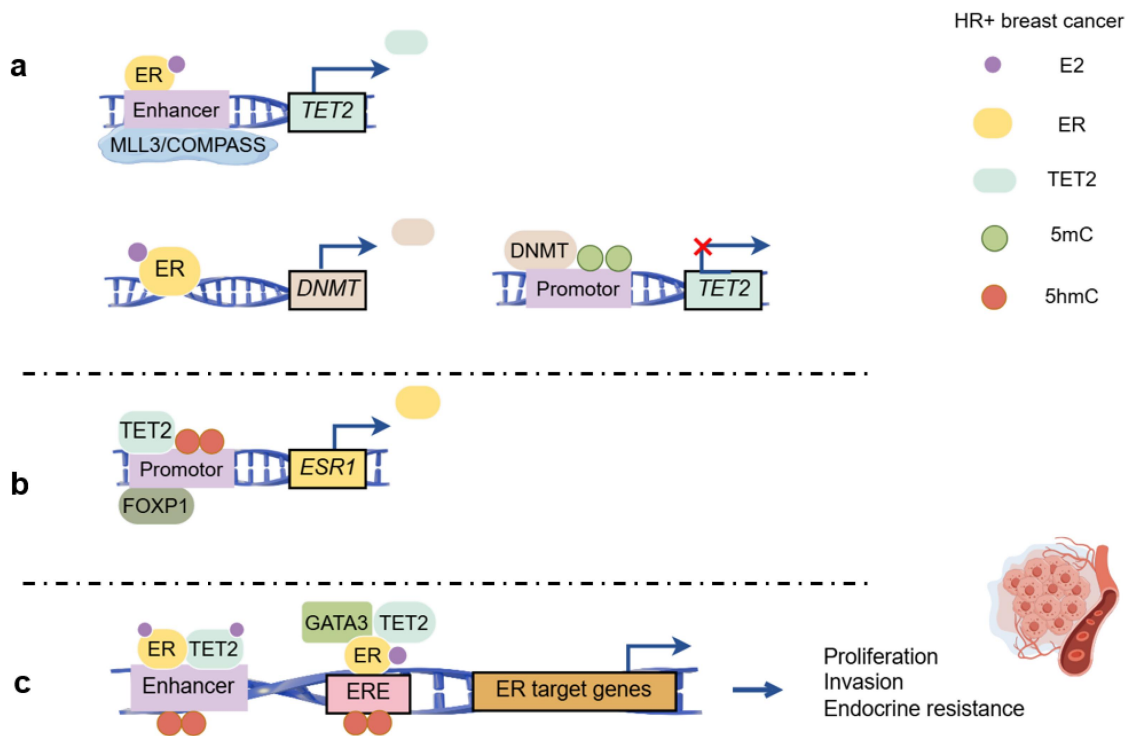 HR+ breast cancer
E2
ER
TET2
5mC
5hmC
a
ER
Enhancer
TET2
MLL3/COMPASS
ER
DNMT
DNMT
Promotor
TET2
b
TET2
Promotor
ESR1
FOXP1
c
ER
TET2
Enhancer
GATA3
TET2
ER
ERE
ER target genes
Proliferation
Invasion
Endocrine resistance